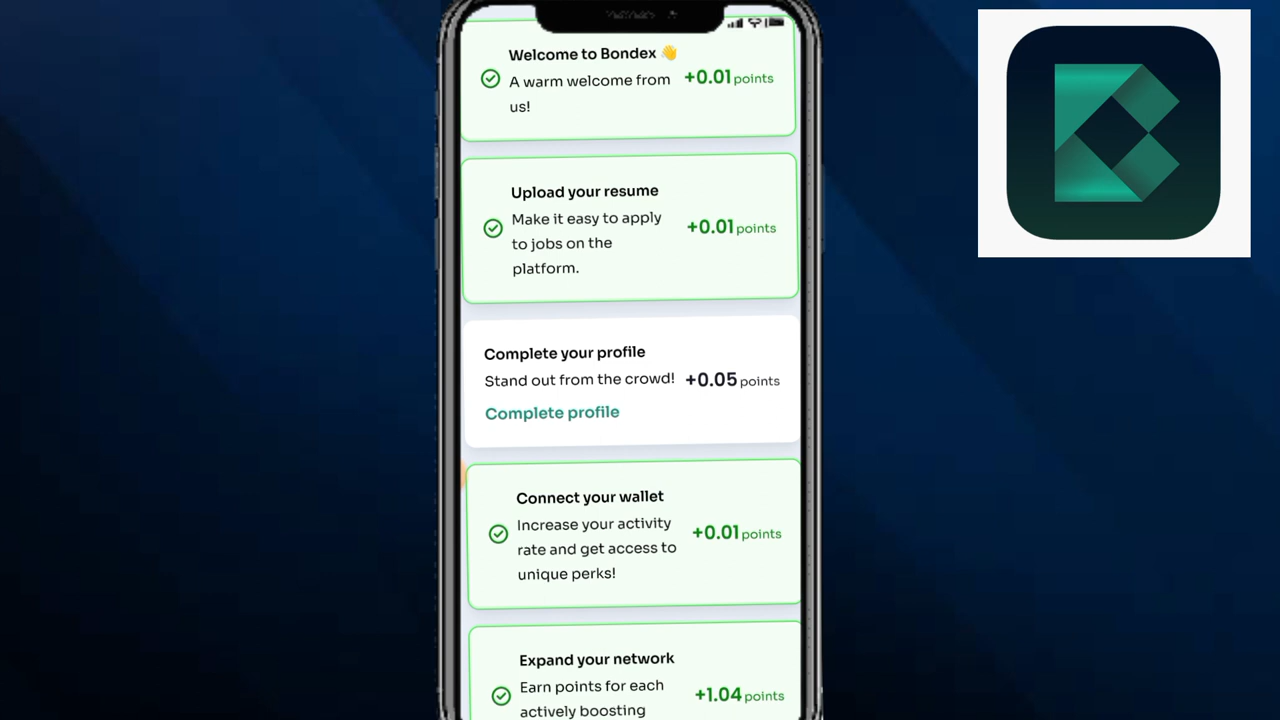 Welcome to Bondex 👋
A warm welcome from
us!
+0.01 points
Upload your resume
Make it easy to apply
to jobs on the
platform.
+0.01 points
Complete your profile
Stand out from the crowd!
+0.05 points
Complete profile
Connect your wallet
Increase your activity
rate and get access to
unique perks!
+0.01 points
Expand your network
Earn points for each
actively boosting
+1.04 points